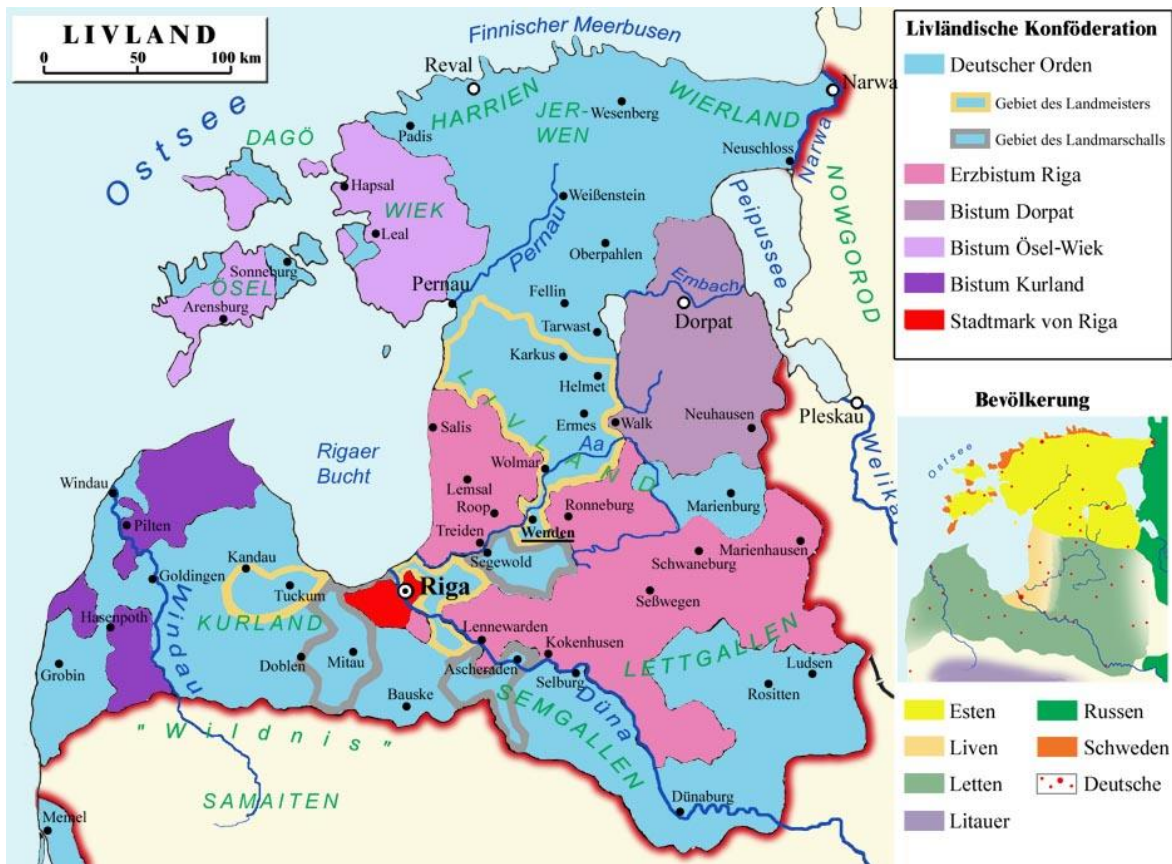 LIVLAND
0 50 100 km
Finnischer Meerbusen
Ostsee
Reval
Narwa
HARRIEN
JER-
WEN
WIERLAND
Wesenberg
Padis
Neuschloss
Narwa
DAGÖ
Hapsal
WIEK
Leal
Weißenstein
Peipussee
NOWGOROD
Pernau
Oberpahlen
Sonneburg
ÖSEL
Arensburg
Pernau
Fellin
Embach
Dorpat
Tarwast
Karkus
Helmet
LIVLAND
Ermes
Walk
Neuhausen
Pleskau
Welikaj
Salis
Aa
Rigaer
Bucht
Wolmar
Windau
Lemsal
Roop
Ronneburg
Marienburg
Pilten
Treiden
Wenden
Segewold
Schwaneburg
Marienhausen
Kandau
Goldingen
Tuckum
Riga
Seßwegen
Windau
KURLAND
Hasenpoth
Lennewarden
Kokenhusen
LETTGALLEN
Grobin
Doblen
Mitau
Ascheraden
Selburg
Ludsen
Rositten
Bauske
SEMGALLEN
Düna
"Wildnis"
SAMAITEN
Dünaburg
Memel
Livländische Konföderation
Deutscher Orden
Gebiet des Landmeisters
Gebiet des Landmarschalls
Erzbistum Riga
Bistum Dorpat
Bistum Ösel-Wiek
Bistum Kurland
Stadtmark von Riga
Bevölkerung
Ostsee
Esten
Russen
Liven
Schweden
Letten
Deutsche
Litauer